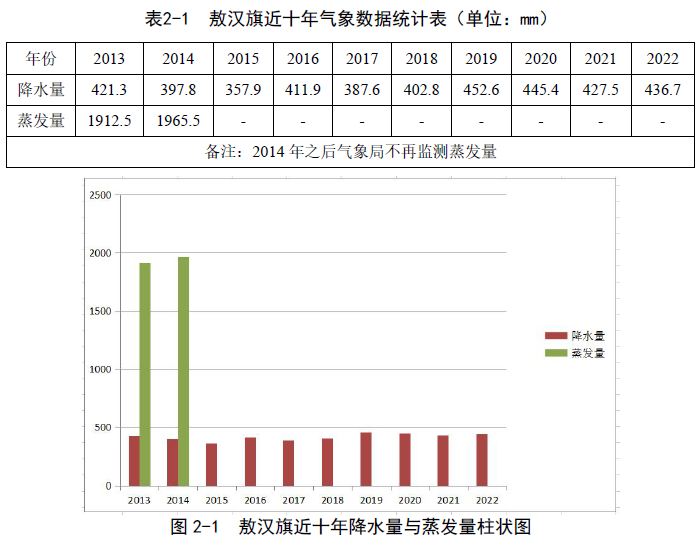 表2-1 敖汉旗近十年气象数据统计表（单位：mm）
年份 2013 2014 2015 2016 2017 2018 2019 2020 2021 2022
降水量 421.3 397.8 357.9 411.9 387.6 402.8 452.6 445.4 427.5 436.7
蒸发量 1912.5 1965.5 - - - - - - - -
备注：2014 年之后气象局不再监测蒸发量
2500
2000
1500
1000
500
0
2013 2014 2015 2016 2017 2018 2019 2020 2021 2022
降水量
蒸发量
图 2-1 敖汉旗近十年降水量与蒸发量柱状图